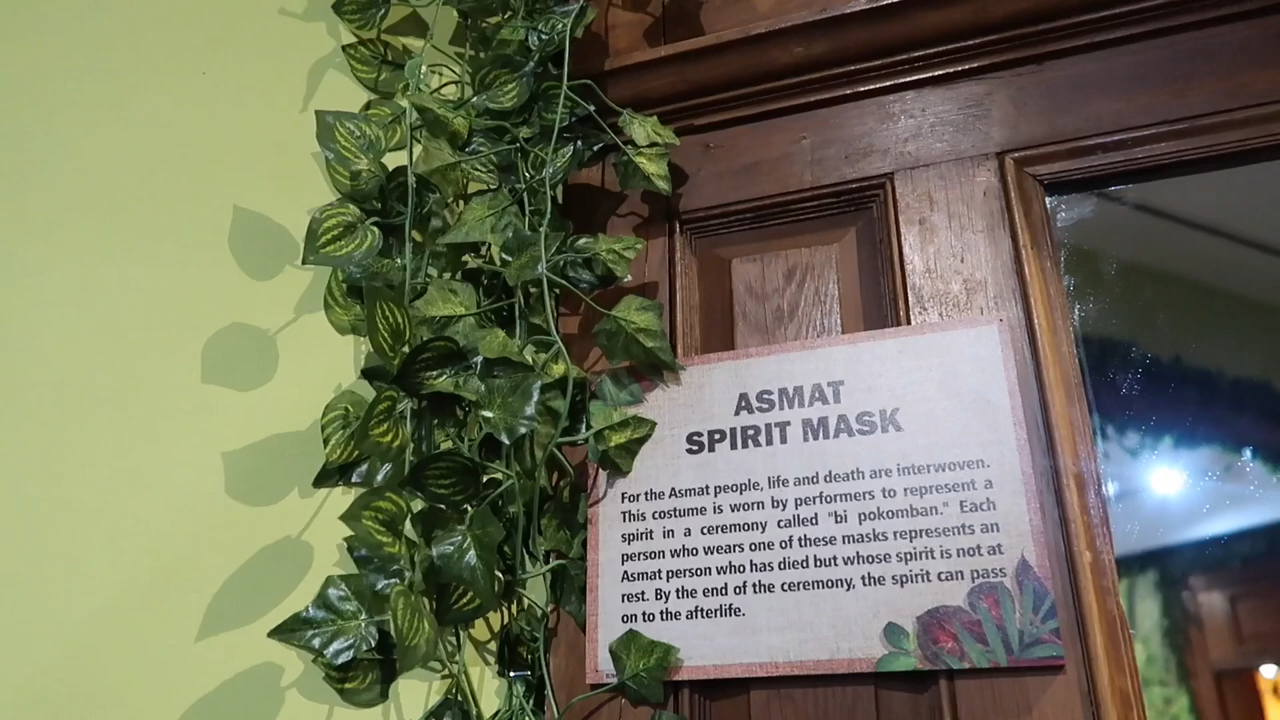 ASMAT
SPIRIT MASK
For the Asmat people, life and death are interwoven.
This costume is worn by performers to represent a
spirit in a ceremony called "bi pokomban." Each
person who wears one of these masks represents an
Asmat person who has died but whose spirit is not at
rest. By the end of the ceremony, the spirit can pass
on to the afterlife.